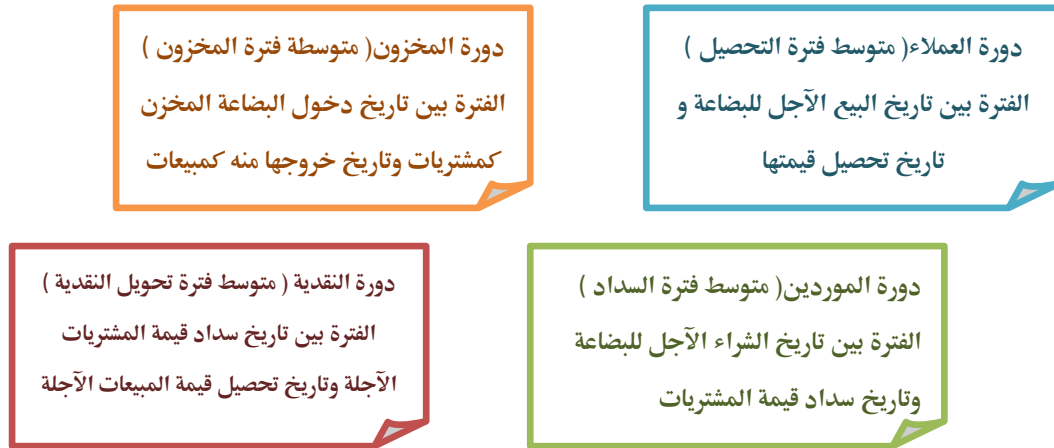 دورة العملاء( متوسط فترة التحصيل )
الفترة بين تاريخ البيع الآجل للبضاعة و
تاريخ تحصيل قيمتها
دورة المخزون( متوسطة فترة المخزون )
الفترة بين تاريخ دخول البضاعة المخزن
كمشتريات وتاريخ خروجها منه كمبيعات
دورة الموردين( متوسط فترة السداد )
الفترة بين تاريخ الشراء الآجل للبضاعة
وتاريخ سداد قيمة المشتريات
دورة النقدية ( متوسط فترة تحويل النقدية )
الفترة بين تاريخ سداد قيمة المشتريات
الآجلة وتاريخ تحصيل قيمة المبيعات الآجلة